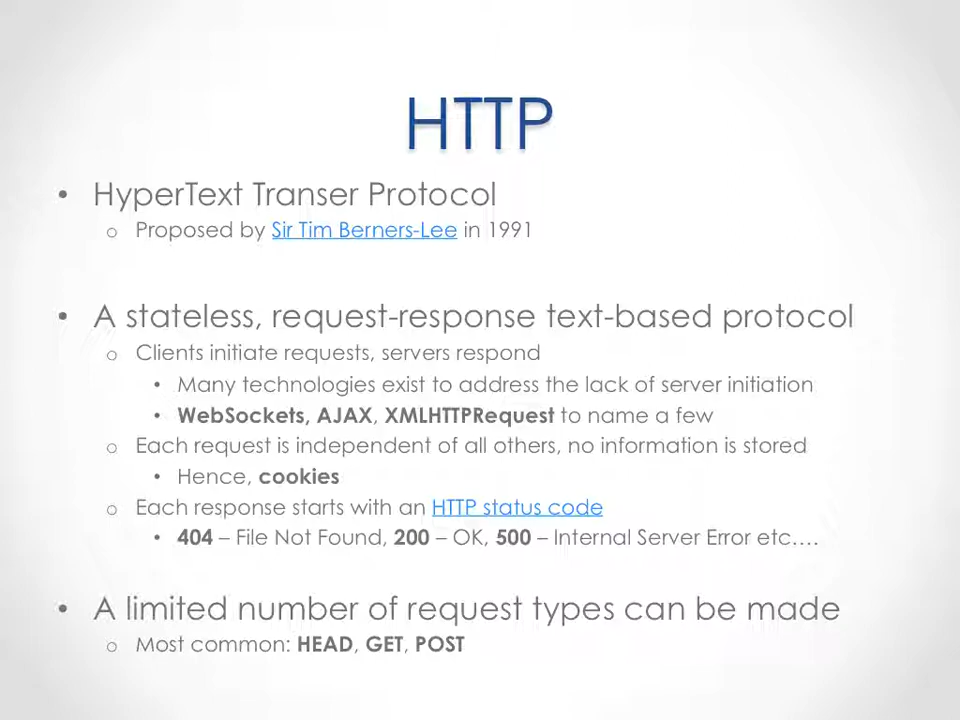 HTTP
• HyperText Transer Protocol
o Proposed by Sir Tim Berners-Lee in 1991
• A stateless, request-response text-based protocol
o Clients initiate requests, servers respond
• Many technologies exist to address the lack of server initiation
• WebSockets, AJAX, XMLHTTPRequest to name a few
o Each request is independent of all others, no information is stored
• Hence, cookies
o Each response starts with an HTTP status code
• 404 – File Not Found, 200 – OK, 500 – Internal Server Error etc….
• A limited number of request types can be made
o Most common: HEAD, GET, POST